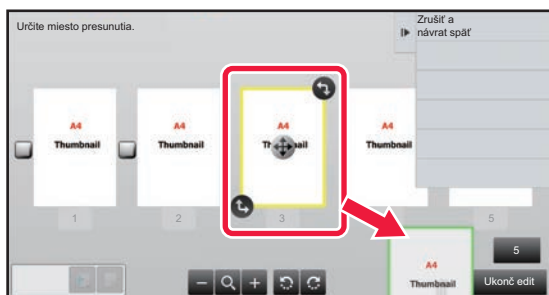 Určite miesto presunutia.
Zrušiť a
návrat späť
A4
Thumbnail
A4
Thumbnail
A4
Thumbnail
A4
Thumbnail
1
2
3
5
5
A4
Thumbnail
Ukonč edit